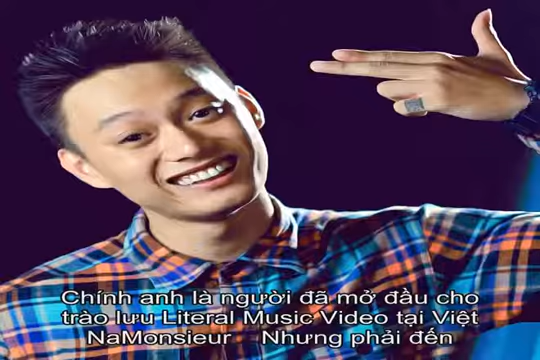 Chính anh là người đã mở đầu cho
trào lưu Literal Music Video tại Việt
NaMonsieur Nhưng phải đến